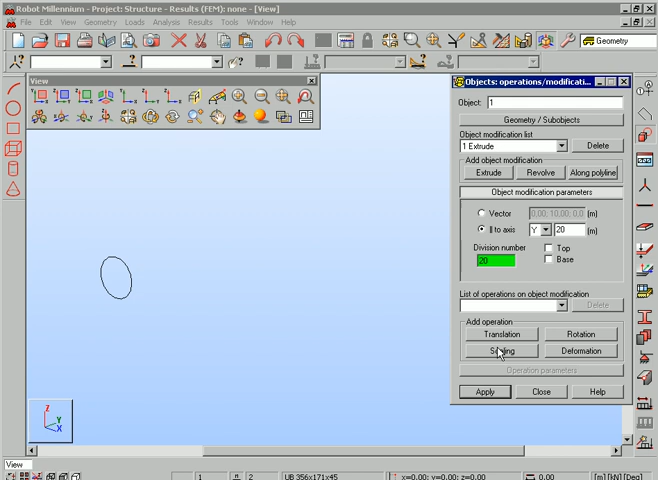 Robot Millennium - Project: Structure - Results (FEM): none - [View]
File Edit View Geometry Loads Analysis Results Tools Window Help
Geometry
View
Objects: operations/modificati...
Object: 1
Geometry / Subobjects
Object modification list
1 Extrude Delete
Add object modification
Extrude Revolve Along polyline
Object modification parameters
Vector 0,00; 10,00; 0,0 (m)
|| to axis Y 20 (m)
Division number Top
20 Base
List of operations on object modification
Delete
Add operation
Translation Rotation
Deformation
Operation parameters
Apply Close Help
Z
Y
X
View
1 2 UB 356x171x45 x=0.00; y=0.00; z=0.00 0.00 [m] [kN] [Deg]